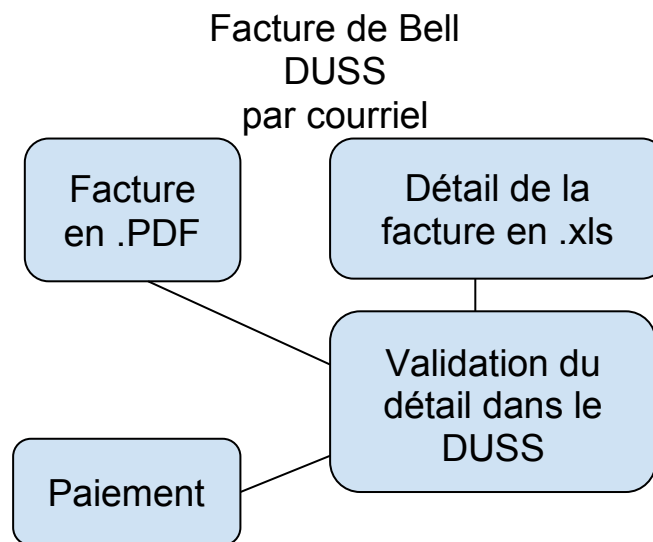 Facture de Bell
DUSS
par courriel
Facture
en .PDF
Détail de la
facture en .xls
Validation du
détail dans le
DUSS
Paiement